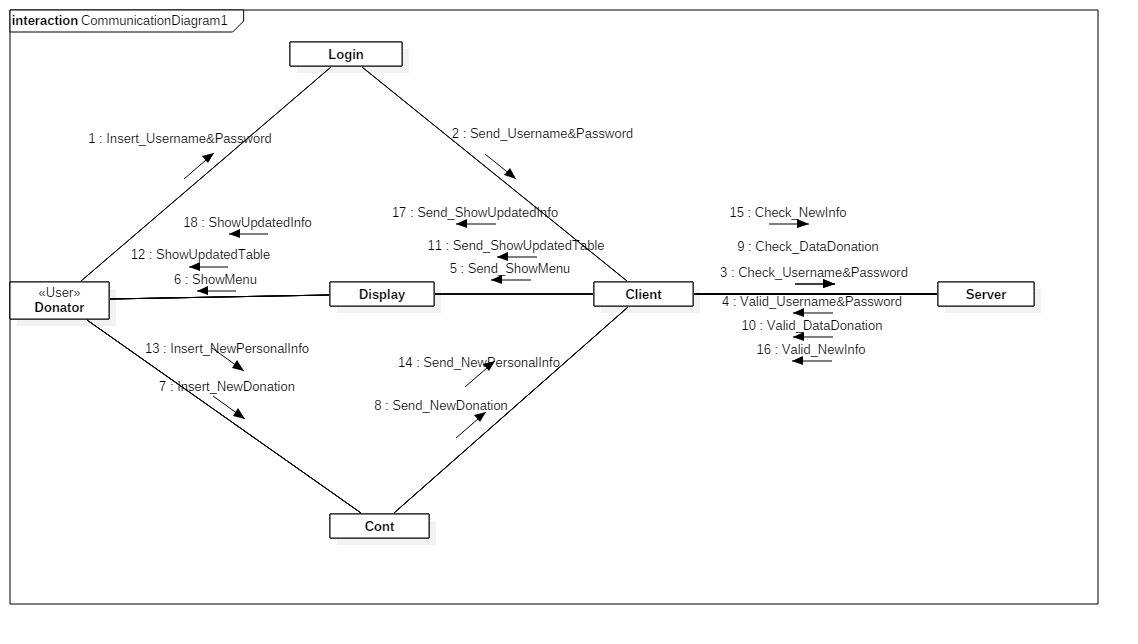 interaction CommunicationDiagram1
Login
1 : Insert_Username&Password
2 : Send_Username&Password
18 : ShowUpdatedInfo
17 : Send_ShowUpdatedInfo
15 : Check_NewInfo
12 : ShowUpdatedTable
11 : Send_ShowUpdatedTable
9 : Check_DataDonation
6 : ShowMenu
5 : Send_ShowMenu
3 : Check_Username&Password
«User»
Donator
Display
Client
Server
4 : Valid_Username&Password
10 : Valid_DataDonation
16 : Valid_NewInfo
13 : Insert_NewPersonalInfo
14 : Send_NewPersonalInfo
7 : Insert_NewDonation
8 : Send_NewDonation
Cont